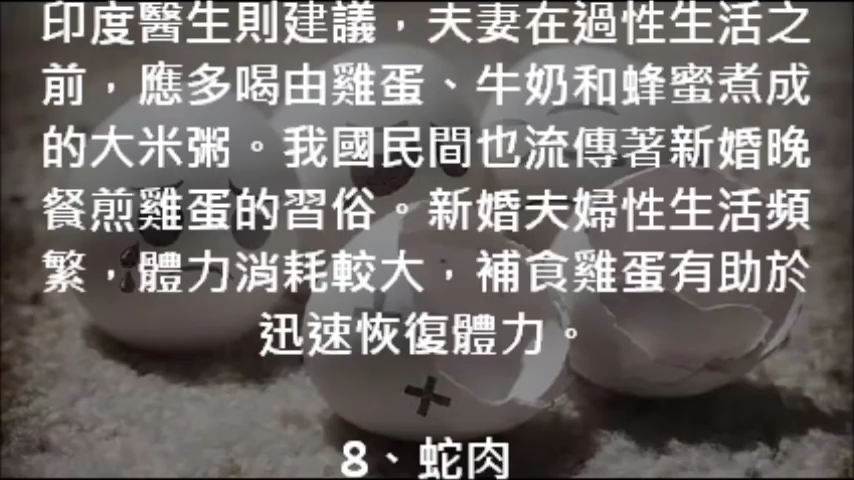 印度醫生則建議，夫妻在過性生活之
前，應多喝由雞蛋、牛奶和蜂蜜煮成
的大米粥。我國民間也流傳著新婚晚
餐煎雞蛋的習俗。新婚夫婦性生活頻
繁，體力消耗較大，補食雞蛋有助於
迅速恢復體力。
8、蛇肉